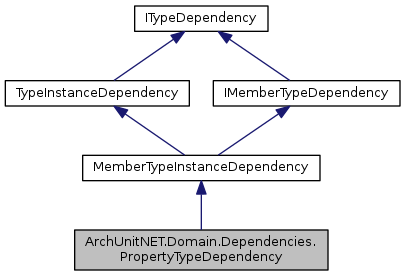 ITypeDependency
TypeInstanceDependency
IMemberTypeDependency
MemberTypeInstanceDependency
ArchUnitNET.Domain.Dependencies.
PropertyTypeDependency